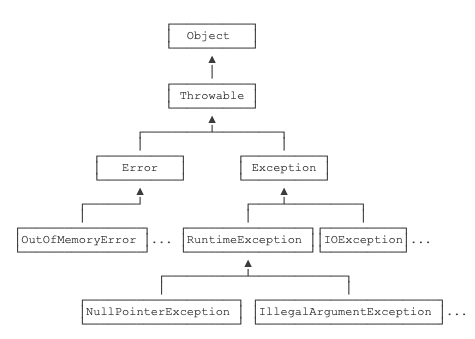 Object
Throwable
Error Exception
OutOfMemoryError ... RuntimeException IOException ...
NullPointerException IllegalArgumentException ...